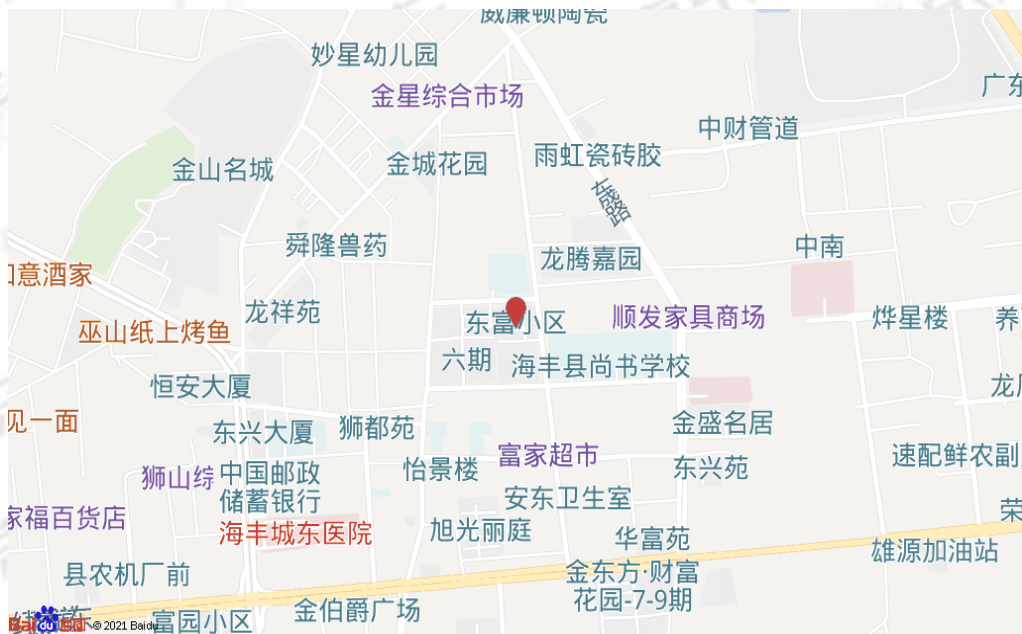 威廉顿陶瓷
妙星幼儿园
广东
金星综合市场
中财管道
雨虹瓷砖胶
金山名城
金城花园
东成路
舜隆兽药
中南
龙腾嘉园
意酒家
龙祥苑
东富小区
顺发家具商场
烨星楼
养
巫山纸上烤鱼
六期
海丰县尚书学校
恒安大厦
龙
见一面
金盛名居
狮都苑
东兴大厦
富家超市
速配鲜农副
怡景楼
东兴苑
狮山综
中国邮政
储蓄银行
安东卫生室
荣
家福百货店
海丰城东医院
旭光丽庭
华富苑
雄源加油站
县农机厂前
金东方·财富
花园-7-9期
金伯爵广场
富园小区
Bai du 地图
© 2021 Baidu